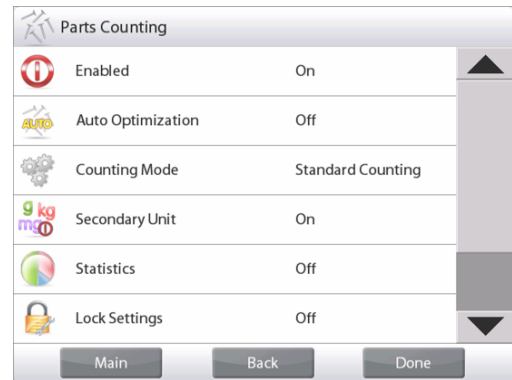 Parts Counting
Enabled On
AUTO Auto Optimization Off
Counting Mode Standard Counting
g kg mg Secondary Unit On
Statistics Off
Lock Settings Off
Main Back Done